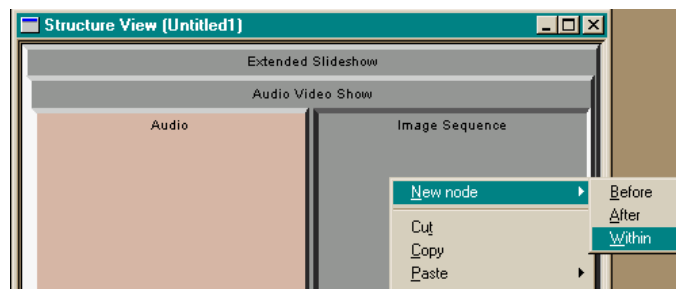 Structure View (Untitled1)
Extended Slideshow
Audio Video Show
Audio
Image Sequence
New node
Before
After
Within
Cut
Copy
Paste